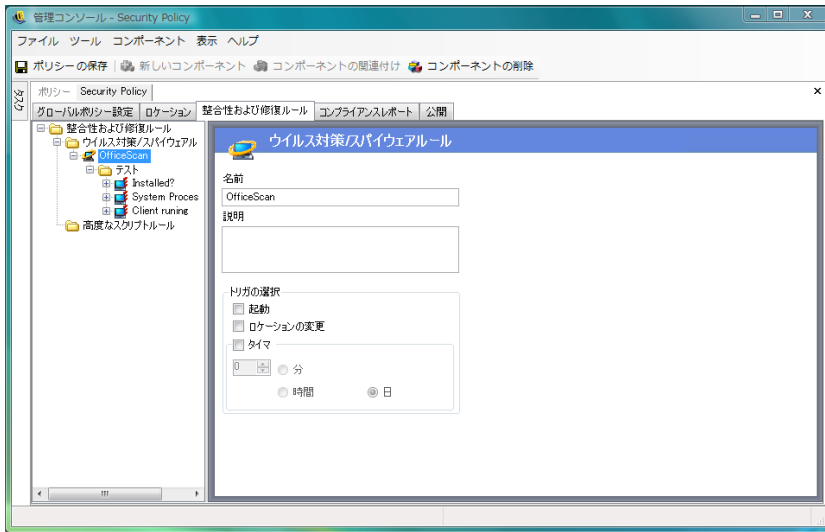 管理コンソール - Security Policy
ファイル ツール コンポーネント 表示 ヘルプ
ポリシーの保存 新しいコンポーネント コンポーネントの関連付け コンポーネントの削除
タスク
ポリシー Security Policy
グローバルポリシー設定 ロケーション 整合性および修復ルール コンプライアンスレポート 公開
整合性および修復ルール
ウイルス対策/スパイウェアル
OfficeScan
テスト
Installed?
System Proces
Client runing
高度なスクリプトルール
ウイルス対策/スパイウェアルール
名前
OfficeScan
説明
トリガの選択
起動
ロケーションの変更
タイマ
0 分
時間 日